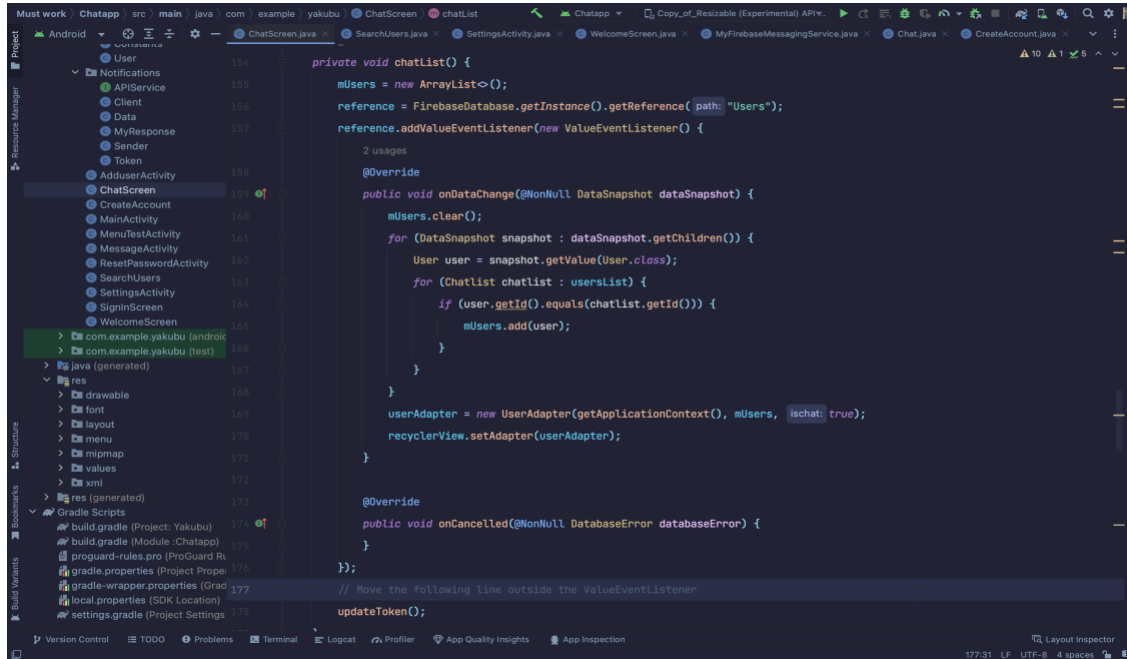 Must work
Chatapp
src
main
java
com
example
yakubu
ChatScreen
chatList
Chatapp
Copy_of_Resizable (Experimental) API
Android
ChatScreen.java
SearchUsers.java
SettingsActivity.java
WelcomeScreen.java
MyFirebaseMessagingService.java
Chat.java
CreateAccount.java
Project
Resource Manager
Structure
Bookmarks
Build Variants
Constants
User
Notifications
APIService
Client
Data
MyResponse
Sender
Token
AdduserActivity
ChatScreen
CreateAccount
MainActivity
MenuTestActivity
MessageActivity
ResetPasswordActivity
SearchUsers
SettingsActivity
SignInScreen
WelcomeScreen
com.example.yakubu (androic
com.example.yakubu (test)
java (generated)
res
drawable
font
layout
menu
mipmap
values
xml
res (generated)
Gradle Scripts
build.gradle (Project: Yakubu)
build.gradle (Module :Chatapp)
proguard-rules.pro (ProGuard Ru
gradle.properties (Project Proper
gradle-wrapper.properties (Grad
local.properties (SDK Location)
settings.gradle (Project Settings
10 1 5
154 private void chatList() {
155 mUsers = new ArrayList<>();
156 reference = FirebaseDatabase.getInstance().getReference( path: "Users");
157 reference.addValueEventListener(new ValueEventListener() {
2 usages
158 @Override
159 public void onDataChange(@NonNull DataSnapshot dataSnapshot) {
160 mUsers.clear();
161 for (DataSnapshot snapshot : dataSnapshot.getChildren()) {
162 User user = snapshot.getValue(User.class);
163 for (Chatlist chatlist : usersList) {
164 if (user.getId().equals(chatlist.getId())) {
165 mUsers.add(user);
166 }
167 }
168 }
169 userAdapter = new UserAdapter(getApplicationContext(), mUsers, ischat: true);
170 recyclerView.setAdapter(userAdapter);
171 }
172
173 @Override
174 public void onCancelled(@NonNull DatabaseError databaseError) {
175 }
176 });
177 // Move the following line outside the ValueEventListener
178 updateToken();
Version Control
TODO
Problems
Terminal
Logcat
Profiler
App Quality Insights
App Inspection
Layout Inspector
177:31 LF UTF-8 4 spaces